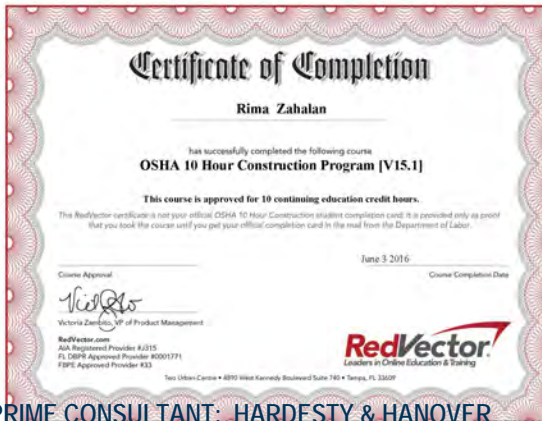 Certificate of Completion
Rima Zahalan
has successfully completed the following course
OSHA 10 Hour Construction Program [V15.1]
This course is approved for 10 continuing education credit hours.
This RedVector certificate is not your official OSHA 10 Hour Construction student completion card; it is provided only as proof
that you took the course until you get your official completion card in the mail from the Department of Labor.
June 3 2016
Course Approval
Course Completion Date
Victoria Zambito, VP of Product Management
RedVector.com
AIA Registered Provider #J315
FL DBPR Approved Provider #0001771
FBPE Approved Provider #33
RedVector
Leaders in Online Education & Training
Two Urban Centre • 4890 West Kennedy Boulevard Suite 740 • Tampa, FL 33609
PRIME CONSULTANT: HARDESTY & HANOVER